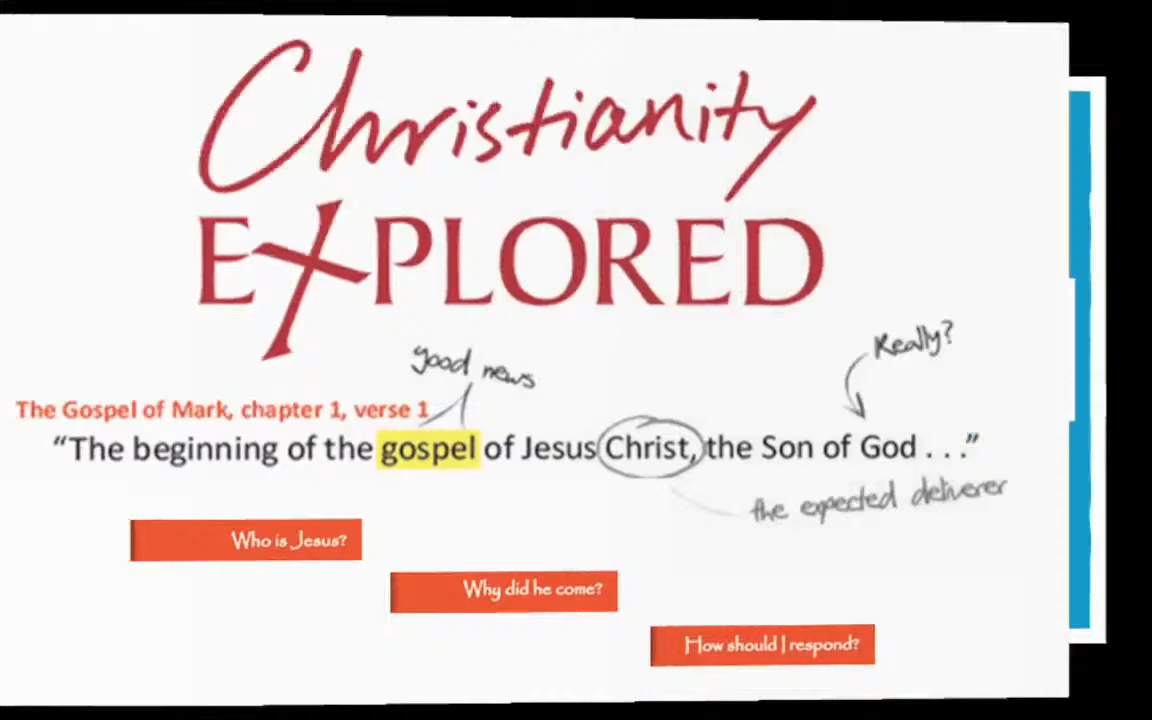 Christianity
EXPLORED
Really?
good news
The Gospel of Mark, chapter 1, verse 1
“The beginning of the gospel of Jesus Christ, the Son of God . . .”
the expected deliverer
Who is Jesus?
Why did he come?
How should I respond?